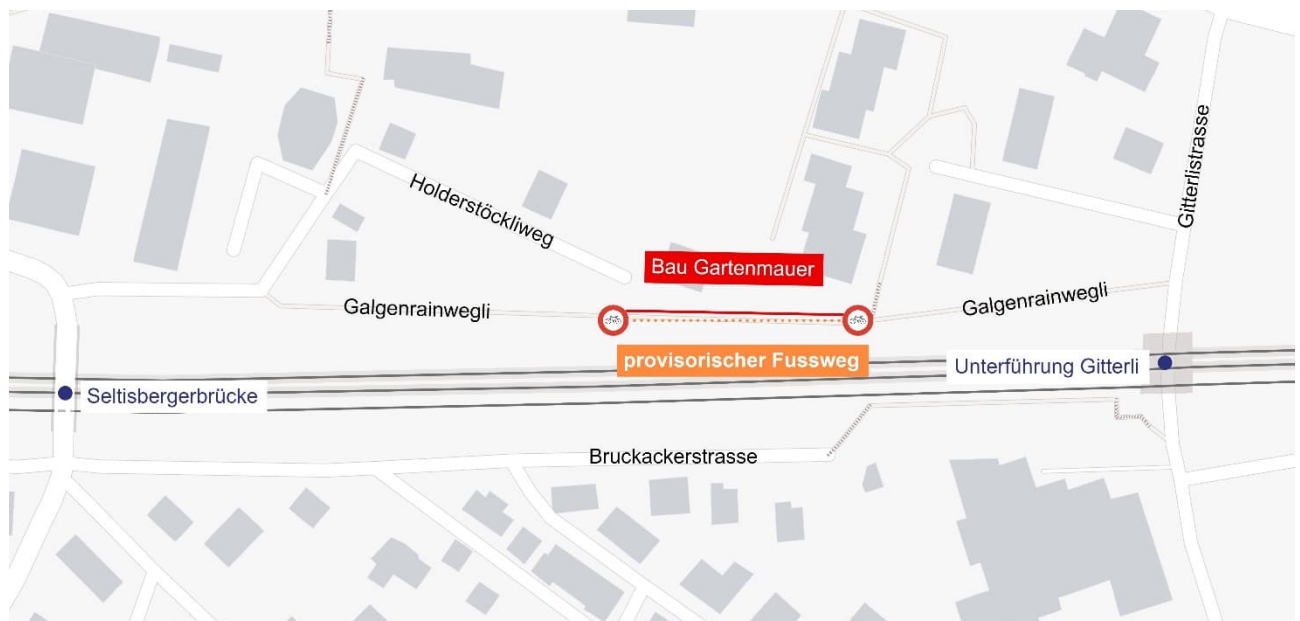 Gitterlistrasse
Holderstöckliweg
Bau Gartenmauer
Galgenrainwegli
Galgenrainwegli
provisorischer Fussweg
Unterführung Gitterli
Seltisbergerbrücke
Bruckackerstrasse